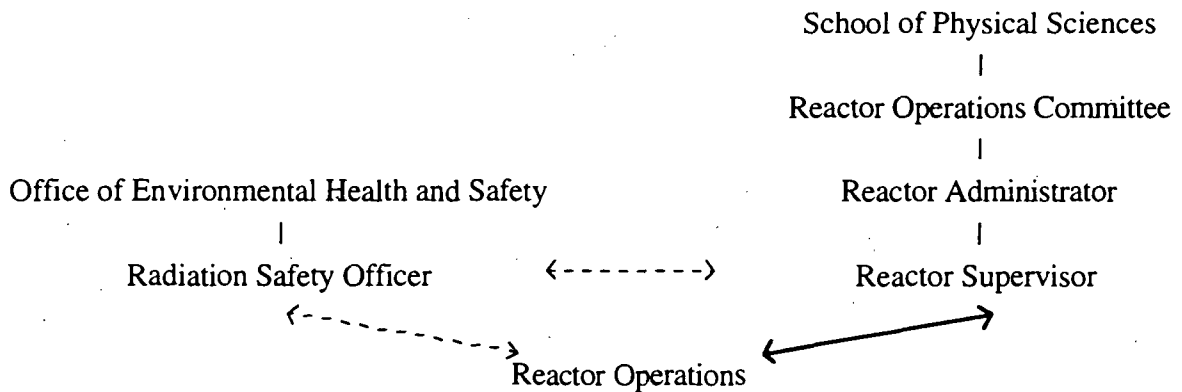 School of Physical Sciences
Reactor Operations Committee
Office of Environmental Health and Safety
Reactor Administrator
Radiation Safety Officer
Reactor Supervisor
Reactor Operations